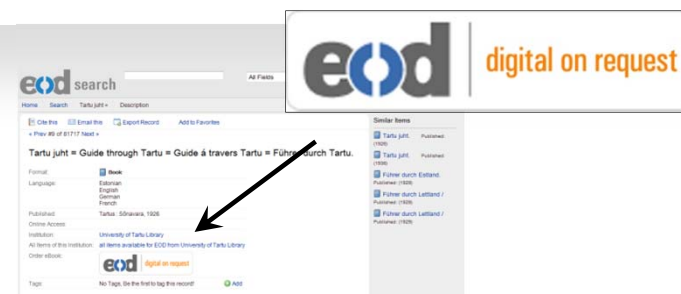 eod digital on request
eod search
All Fields
Home Search Tartu juht = Description
Cite this Email this Export Record Add to Favorites
« Prev #9 of 81717 Next »
Tartu juht = Guide through Tartu = Guide á travers Tartu = Führer durch Tartu.
Format: Book
Language: Estonian
English
German
French
Published: Tartus : Sõnavara, 1926
Online Access
Institution University of Tartu Library
All Items of this Institution: all items available for EOD from University of Tartu Library
Order eBook: eod digital on request
Tags No Tags, Be the first to tag this record! Add
Similar Items
Tartu juht. Published:
(1926)
Tartu juht. Published:
Führer durch Estland.
Published: (1929)
Führer durch Lettland /
Published: (1929)
Führer durch Lettland /
Published: (1929)